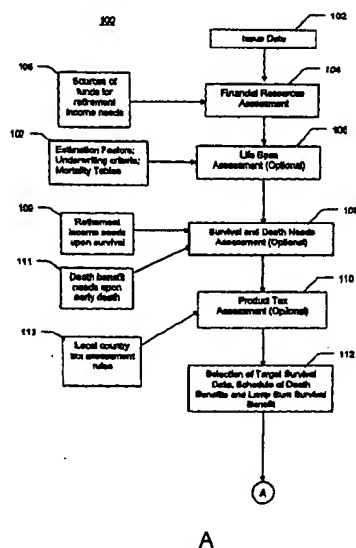 100
102
Issue Date
105
104
Sources of
funds for
retirement
income needs
Financial Resources
Assessment
107
106
Estimation Factors;
Underwriting criteria;
Mortality Tables
Life Span
Assessment (Optional)
109
108
Retirement
income needs
upon survival
Survival and Death Needs
Assessment (Optional)
111
110
Death benefit
needs upon
early death
Product Tax
Assessment (Optional)
113
Local country
tax assessment
rules
112
Selection of Target Survival
Date, Schedule of Death
Benefits and Lump Sum Survival
Benefit
A
A